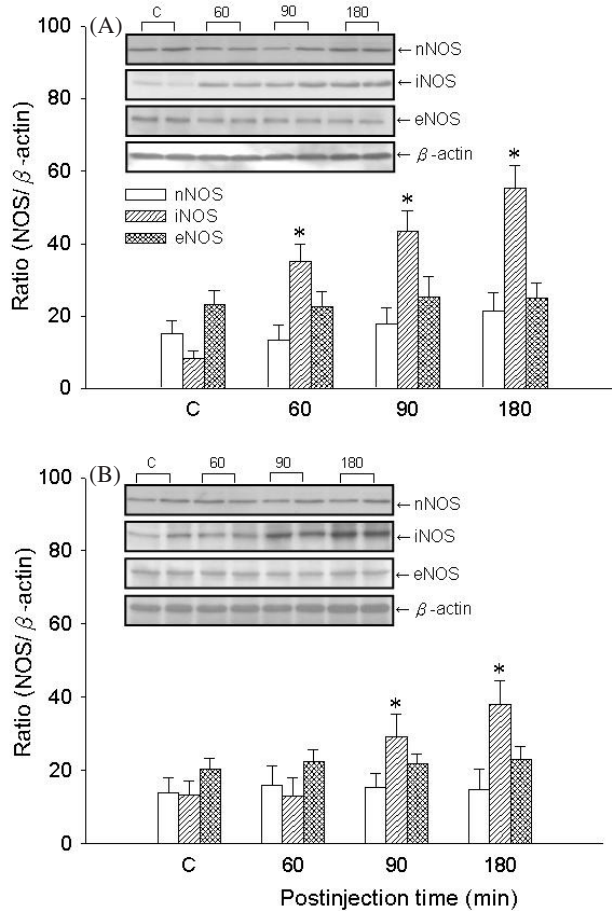 (A)
C 60 90 180
←nNOS
←iNOS
←eNOS
←β-actin
nNOS
iNOS
eNOS
Ratio (NOS/β-actin)
100
80
60
40
20
0
*
*
*
C 60 90 180
(B)
C 60 90 180
←nNOS
←iNOS
←eNOS
←β-actin
Ratio (NOS/β-actin)
100
80
60
40
20
0
*
*
C 60 90 180
Postinjection time (min)